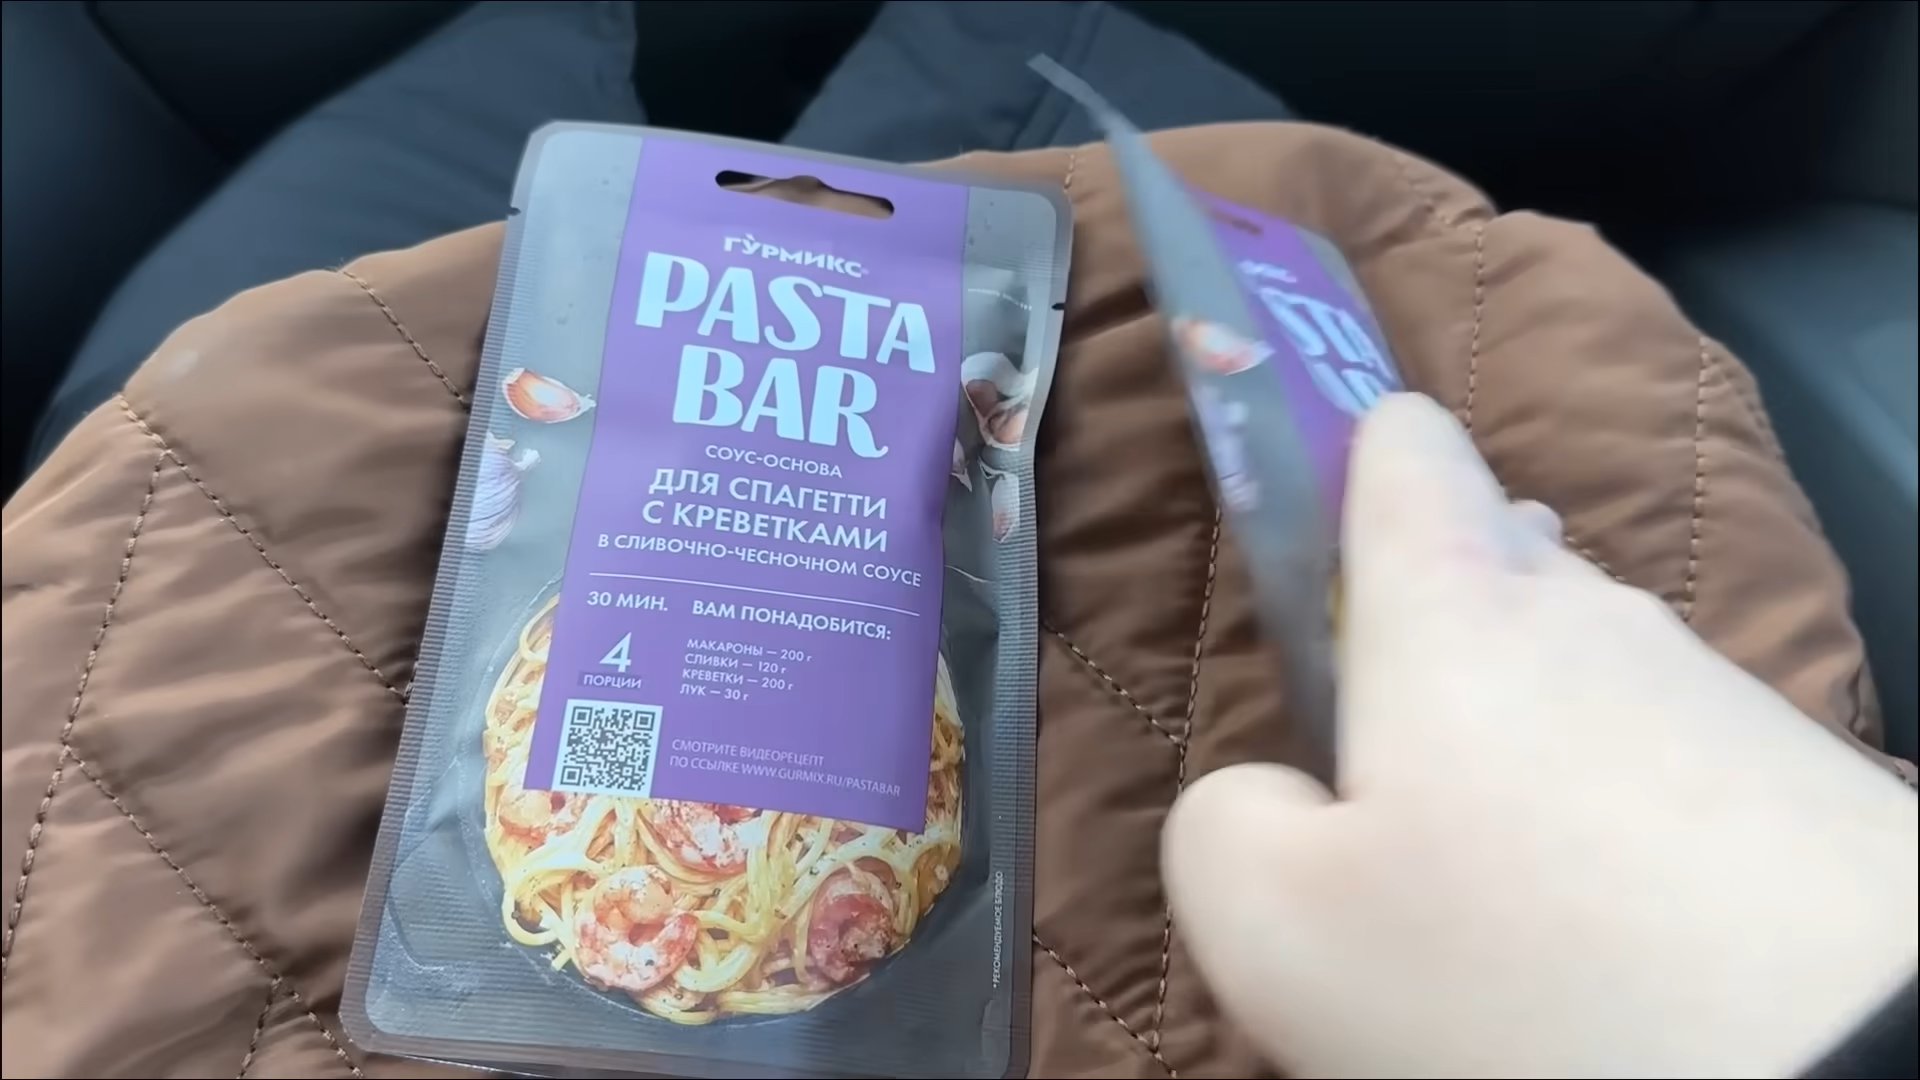 ГУРМИКС
PASTA
BAR
СОУС-ОСНОВА
ДЛЯ СПАГЕТТИ
С КРЕВЕТКАМИ
В СЛИВОЧНО-ЧЕСНОЧНОМ СОУСЕ
30 МИН.
4
ПОРЦИИ
ВАМ ПОНАДОБИТСЯ:
МАКАРОНЫ — 200 г
СЛИВКИ — 120 г
КРЕВЕТКИ — 200 г
ЛУК — 30 г
СМОТРИТЕ ВИДЕОРЕЦЕПТ
ПО ССЫЛКЕ WWW.GURMIX.RU/PASTABAR
*РЕКОМЕНДУЕМОЕ БЛЮДО
STA